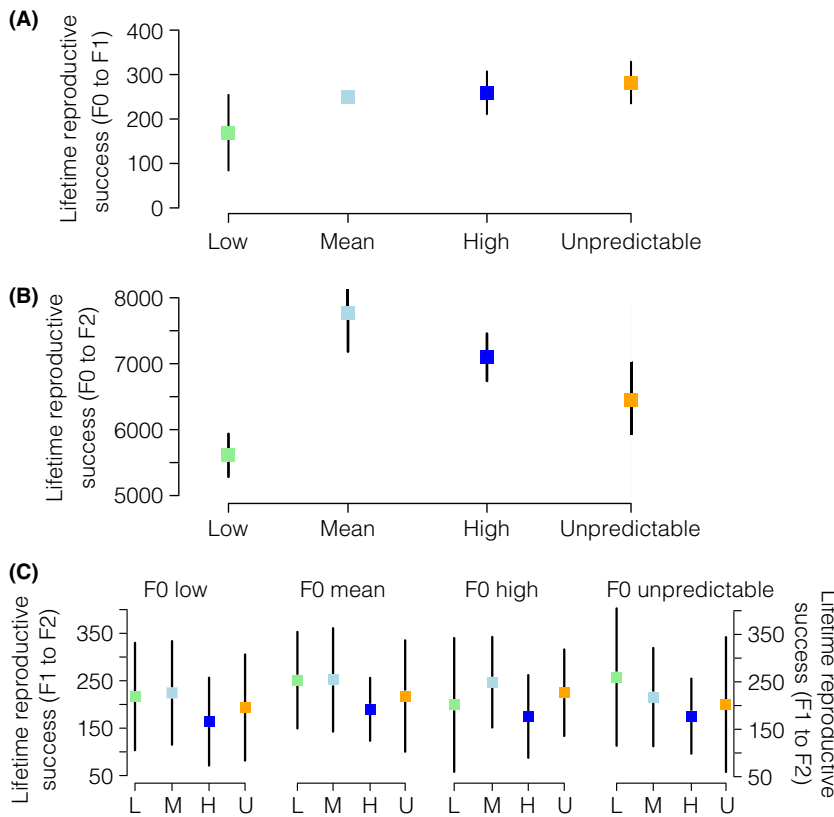 (A)
Lifetime reproductive
success (F0 to F1)
400
300
200
100
0
Low Mean High Unpredictable
(B)
Lifetime reproductive
success (F0 to F2)
8000
7000
6000
5000
Low Mean High Unpredictable
(C)
F0 low F0 mean F0 high F0 unpredictable
Lifetime reproductive
success (F1 to F2)
350
250
150
50
L M H U L M H U L M H U L M H U
350
250
150
50
Lifetime reproductive
success (F1 to F2)